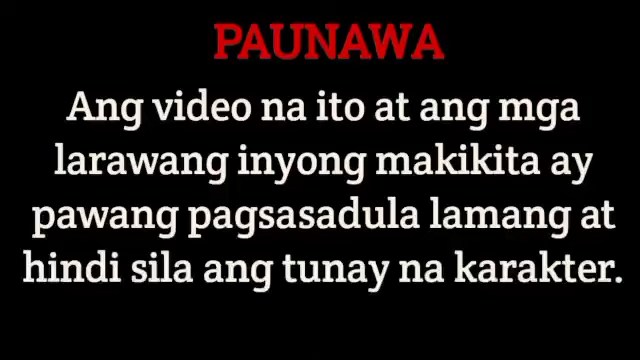 PAUNAWA
Ang video na ito at ang mga
larawang inyong makikita ay
pawang pagsasadula lamang at
hindi sila ang tunay na karakter.